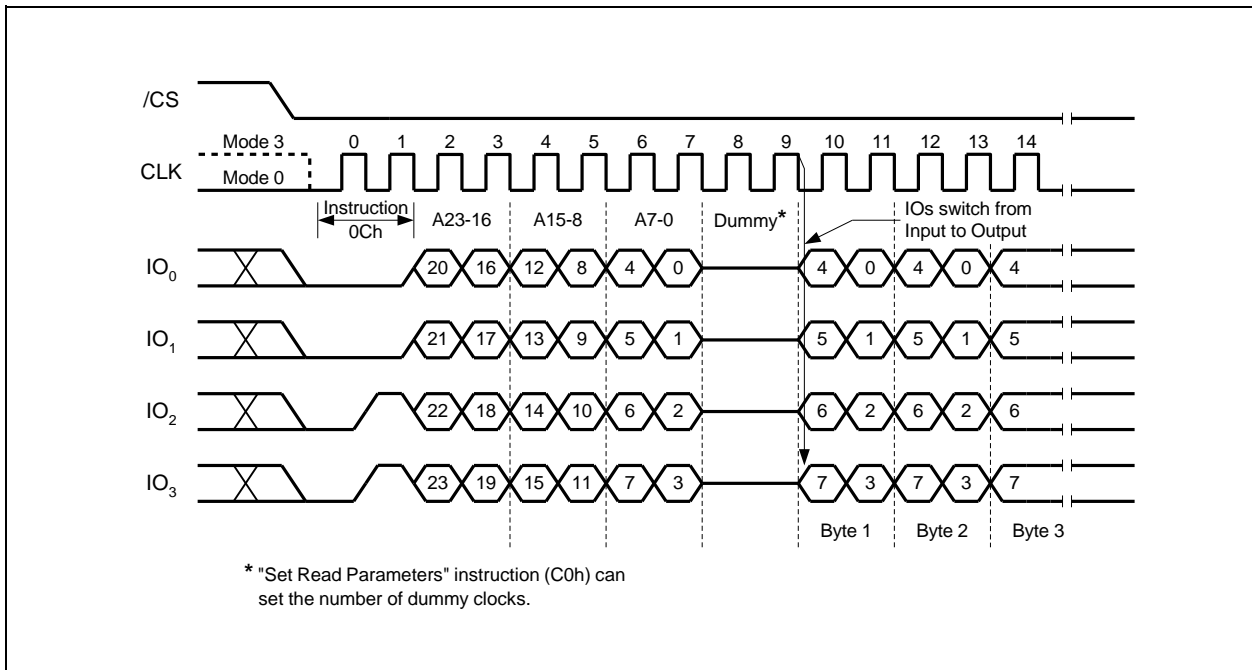 /CS
Mode 3 0 1 2 3 4 5 6 7 8 9 10 11 12 13 14
CLK
Mode 0
Instruction
0Ch
A23-16 A15-8 A7-0 Dummy*
IOs switch from
Input to Output
IO0 20 16 12 8 4 0 4 0 4 0 4
IO1 21 17 13 9 5 1 5 1 5 1 5
IO2 22 18 14 10 6 2 6 2 6 2 6
IO3 23 19 15 11 7 3 7 3 7 3 7
Byte 1 Byte 2 Byte 3
* "Set Read Parameters" instruction (C0h) can
set the number of dummy clocks.